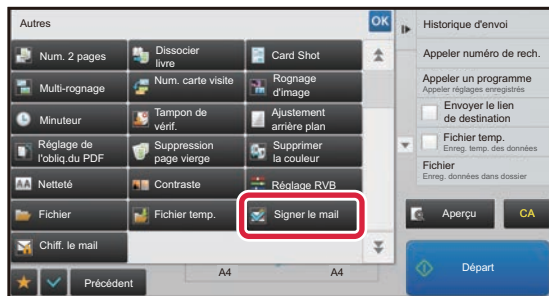 Autres
OK
Num. 2 pages
Dissocier
livre
Card Shot
Multi-rognage
Num. carte visite
Rognage
d'image
Minuteur
Tampon de
vérif.
Ajustement
arrière plan
Réglage de
l'obliq.du PDF
Suppression
page vierge
Supprimer
la couleur
AA
Netteté
Contraste
Réglage RVB
Fichier
Fichier temp.
Signer le mail
Chiff. le mail
Précédent
A4
A4
Historique d'envoi
Appeler numéro de rech.
Appeler un programme
Appeler réglages enregistrés
Envoyer le lien
de destination
Fichier temp.
Enreg. temp. des données
Fichier
Enreg. données dans dossier
Aperçu
CA
Départ